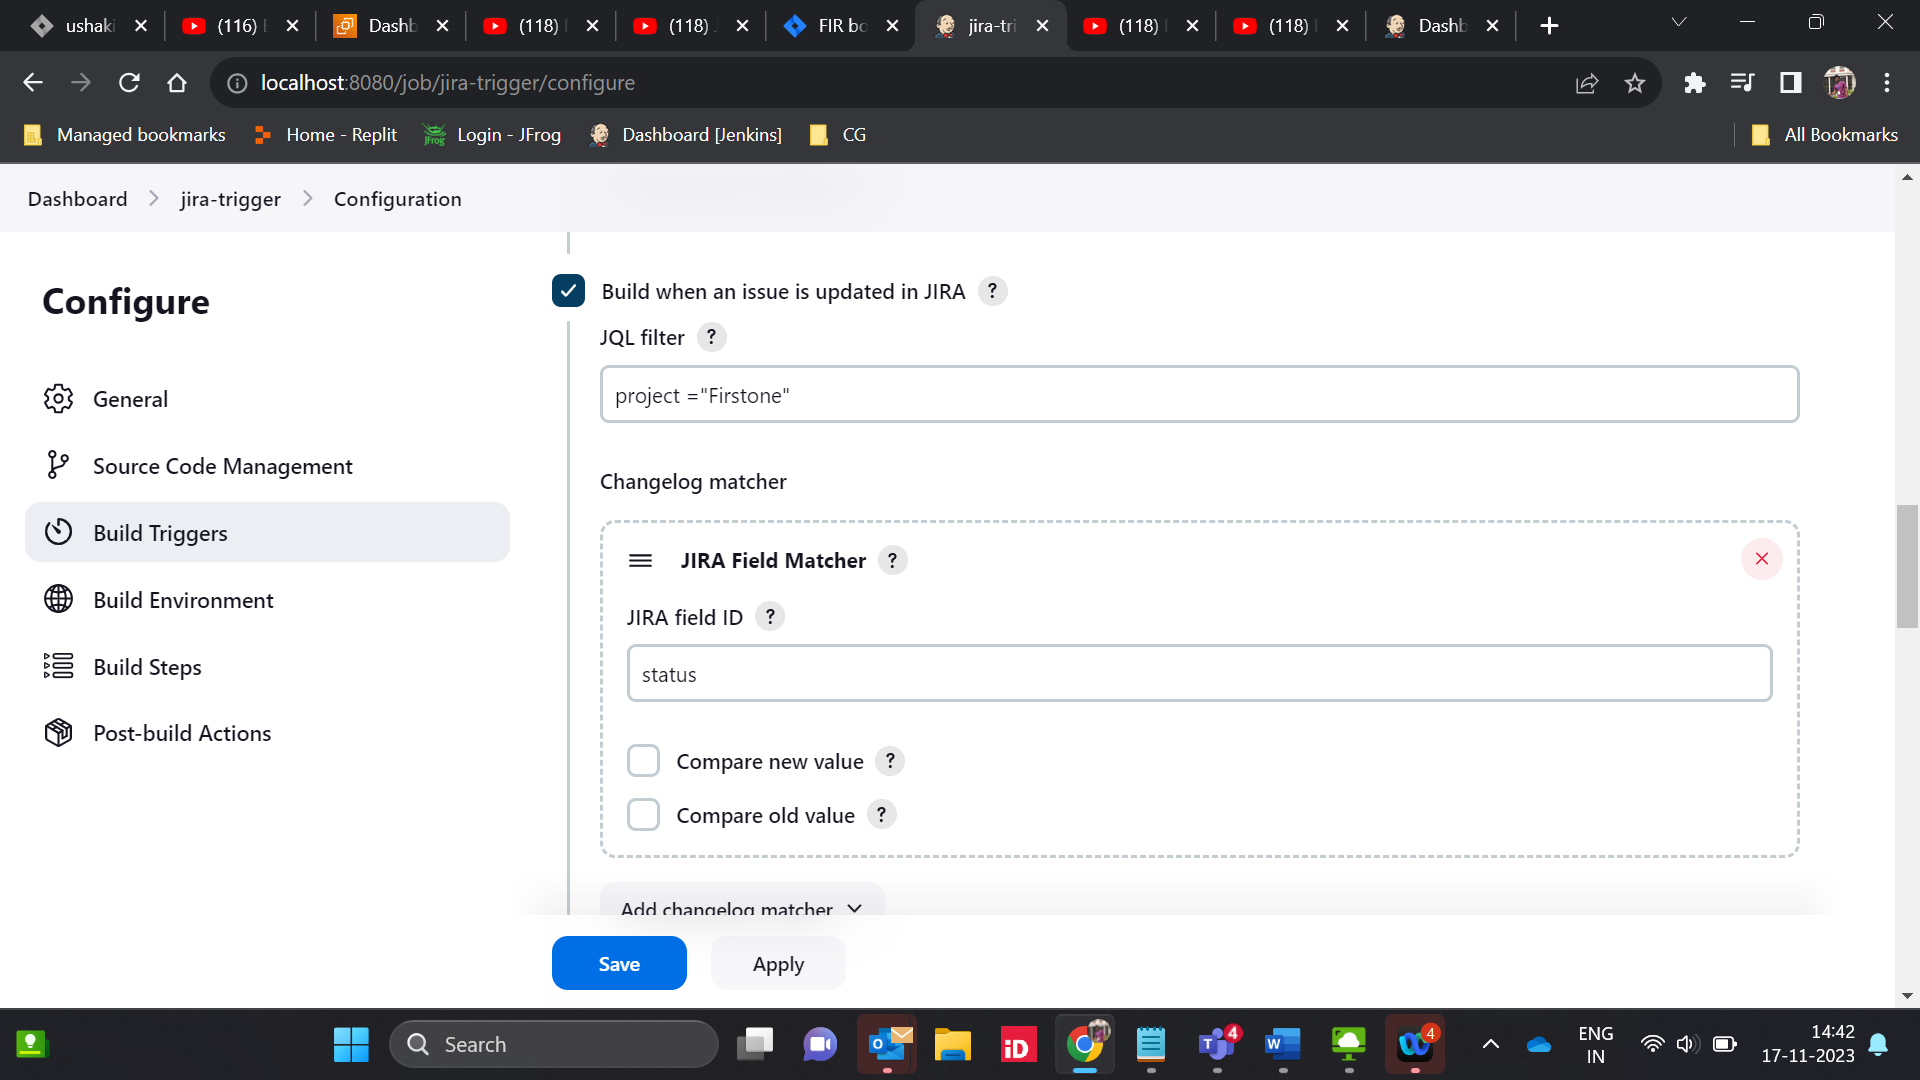 ushaki
(116)
Dashb
(118)
(118)
FIR bo
jira-tri
(118)
(118)
Dashb
localhost:8080/job/jira-trigger/configure
Managed bookmarks
Home - Replit
Login - JFrog
Dashboard [Jenkins]
CG
All Bookmarks
Dashboard
jira-trigger
Configuration
Configure
General
Source Code Management
Build Triggers
Build Environment
Build Steps
Post-build Actions
Build when an issue is updated in JIRA ?
JQL filter ?
project ="Firstone"
Changelog matcher
JIRA Field Matcher ?
JIRA field ID ?
status
Compare new value ?
Compare old value ?
Add changelog matcher
Save
Apply
Search
iD
4
4
ENG
IN
14:42
17-11-2023